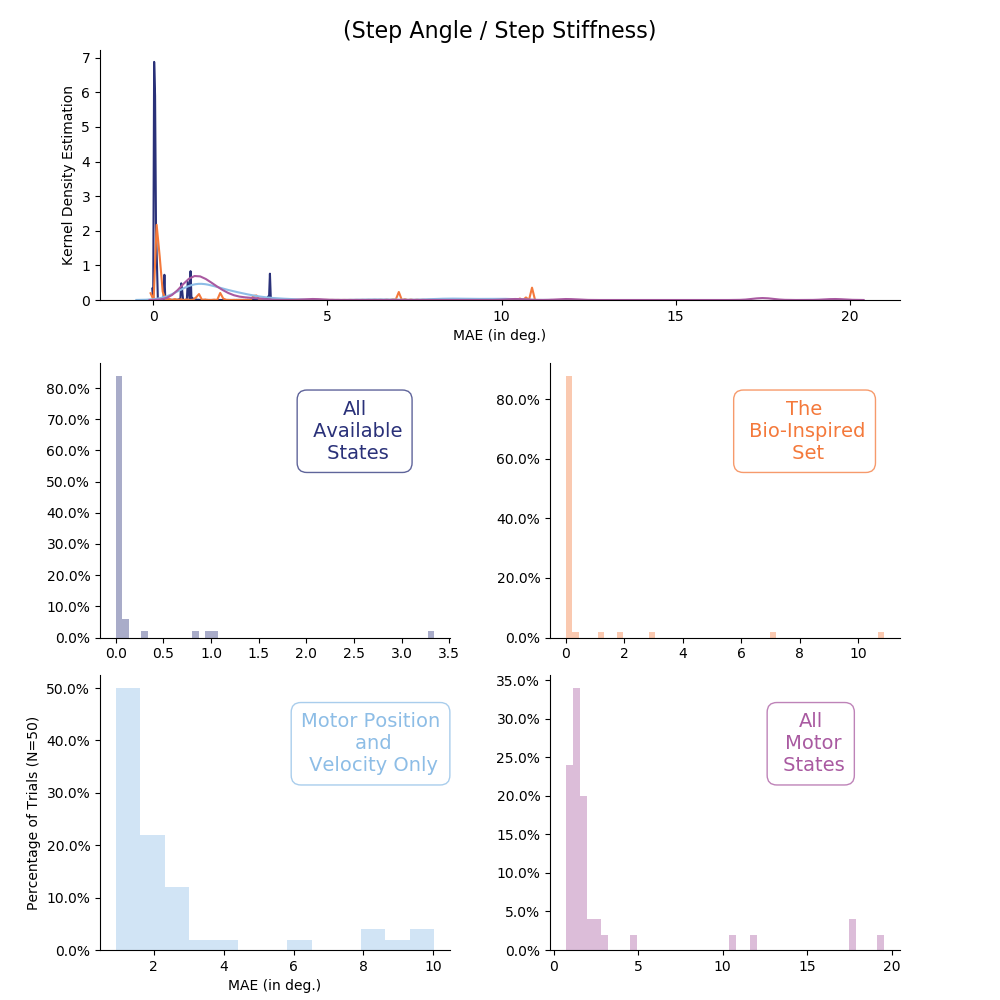 (Step Angle / Step Stiffness)
Kernel Density Estimation
7
6
5
4
3
2
1
0
0 5 10 15 20
MAE (in deg.)
All
Available
States
80.0%
70.0%
60.0%
50.0%
40.0%
30.0%
20.0%
10.0%
0.0%
0.0 0.5 1.0 1.5 2.0 2.5 3.0 3.5
The
Bio-Inspired
Set
80.0%
60.0%
40.0%
20.0%
0.0%
0 2 4 6 8 10
Motor Position
and
Velocity Only
Percentage of Trials (N=50)
50.0%
40.0%
30.0%
20.0%
10.0%
0.0%
2 4 6 8 10
MAE (in deg.)
All
Motor
States
35.0%
30.0%
25.0%
20.0%
15.0%
10.0%
5.0%
0.0%
0 5 10 15 20